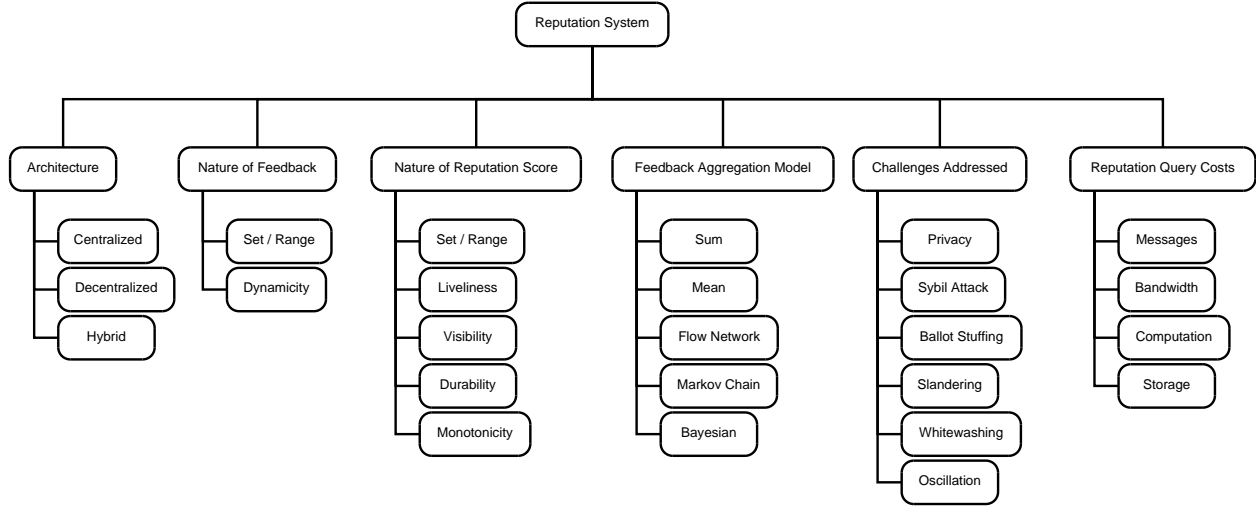 Reputation System
Architecture
Centralized
Decentralized
Hybrid
Nature of Feedback
Set / Range
Dynamicity
Nature of Reputation Score
Set / Range
Liveliness
Visibility
Durability
Monotonicity
Feedback Aggregation Model
Sum
Mean
Flow Network
Markov Chain
Bayesian
Challenges Addressed
Privacy
Sybil Attack
Ballot Stuffing
Slandering
Whitewashing
Oscillation
Reputation Query Costs
Messages
Bandwidth
Computation
Storage